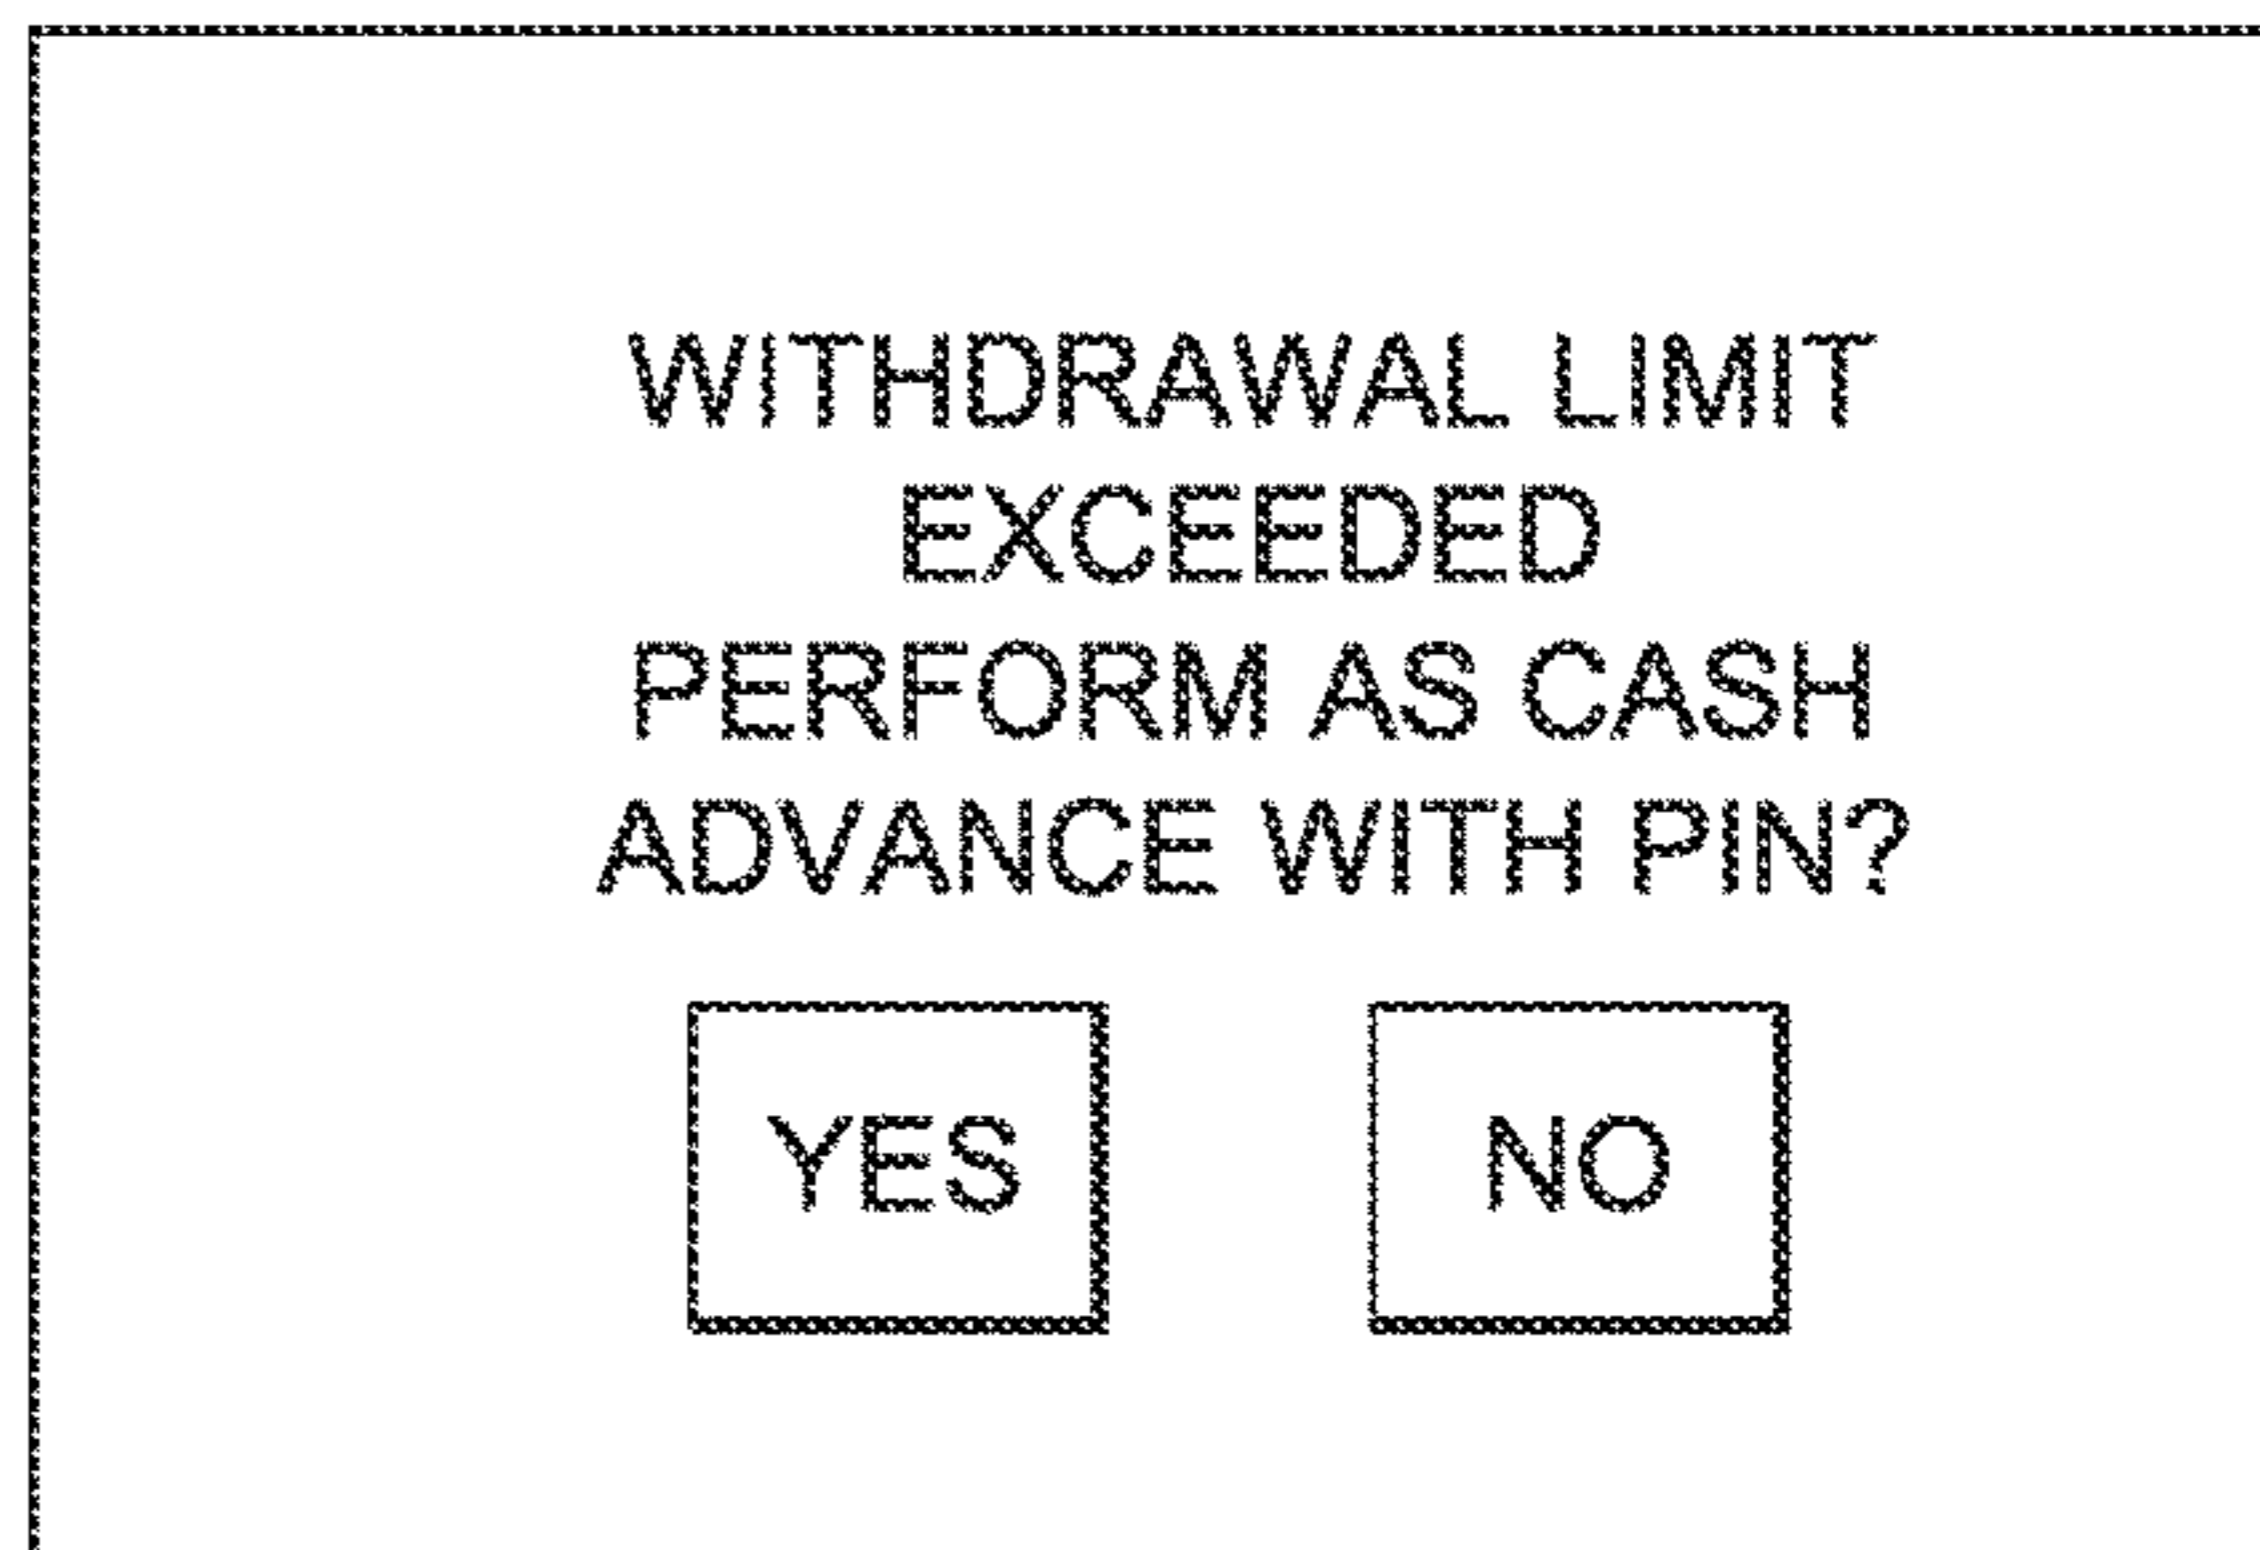 WITHDRAWAL LIMIT
EXCEEDED
PERFORM AS CASH
ADVANCE WITH PIN?
YES NO